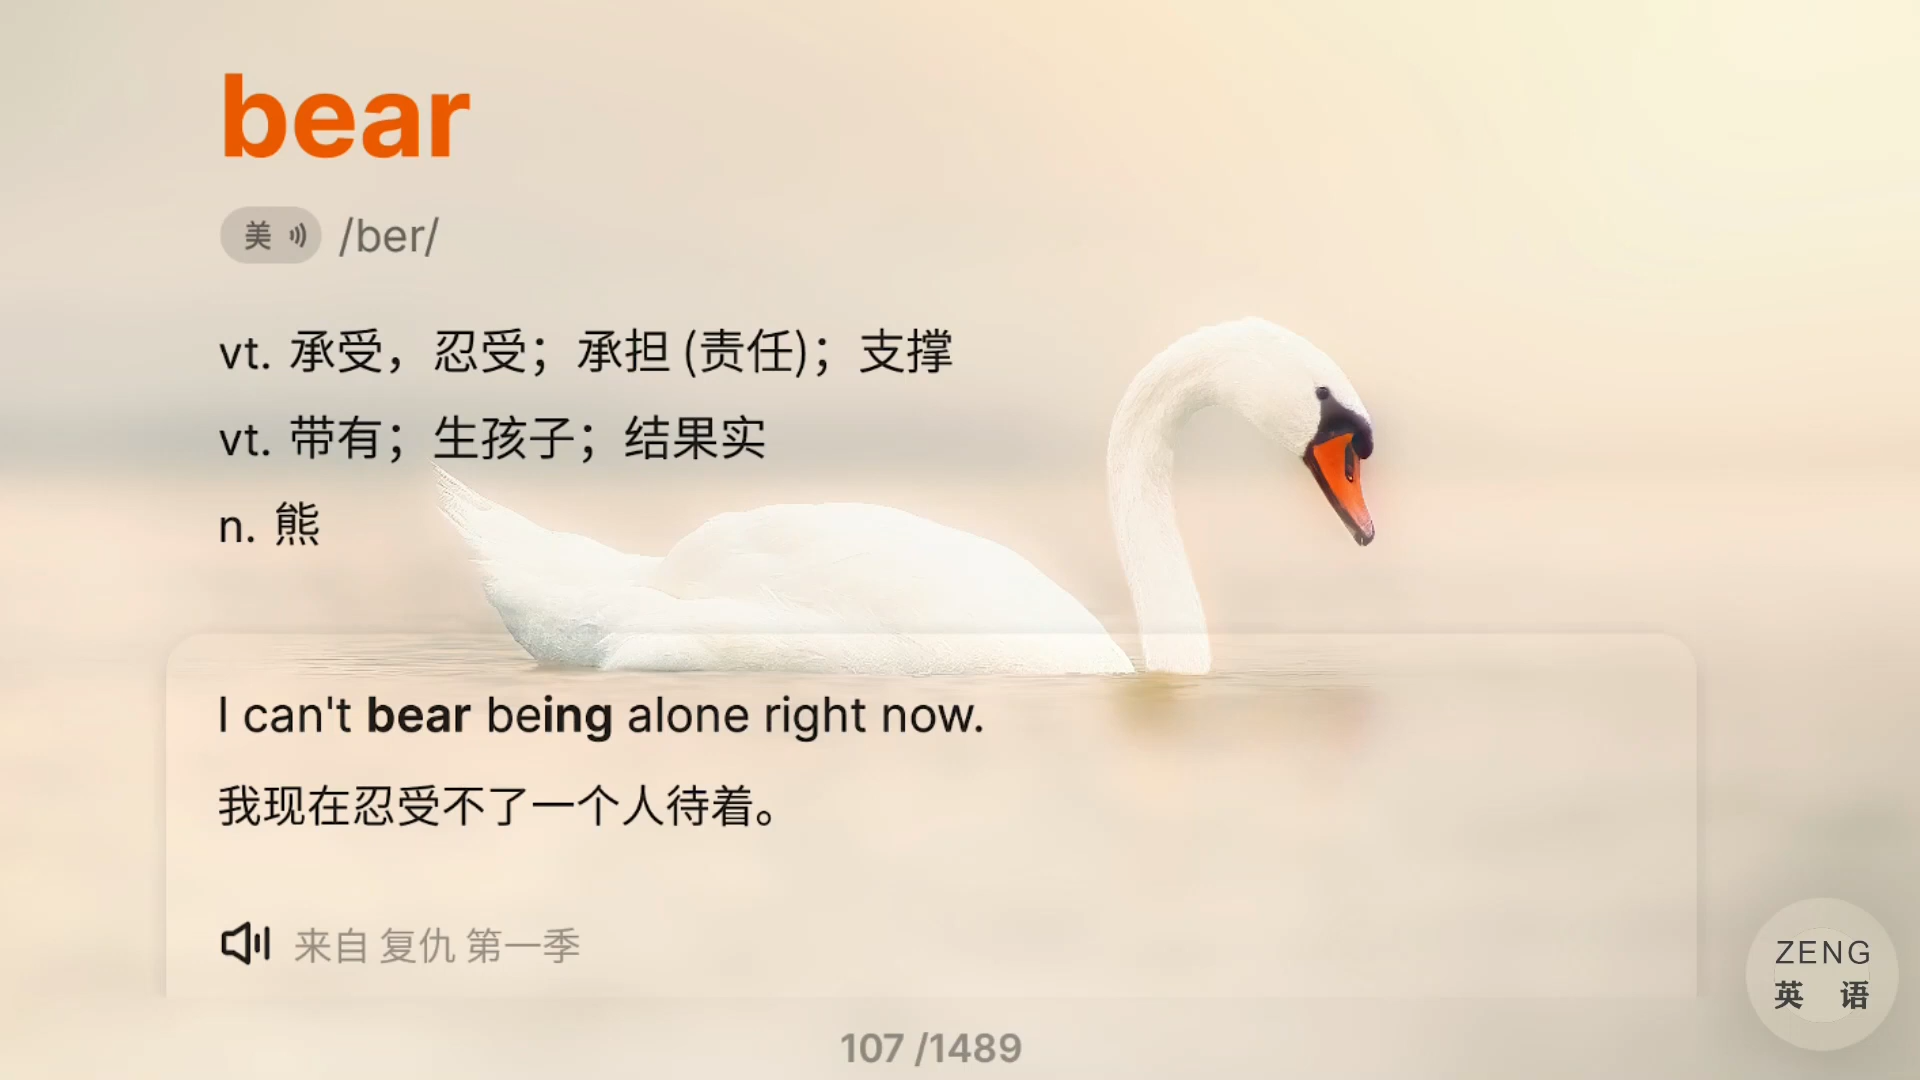 bear
美 /ber/
vt. 承受，忍受；承担 (责任)；支撑
vt. 带有；生孩子；结果实
n. 熊
I can't bear being alone right now.
我现在忍受不了一个人待着。
来自 复仇 第一季
107 /1489
ZENG
英 语